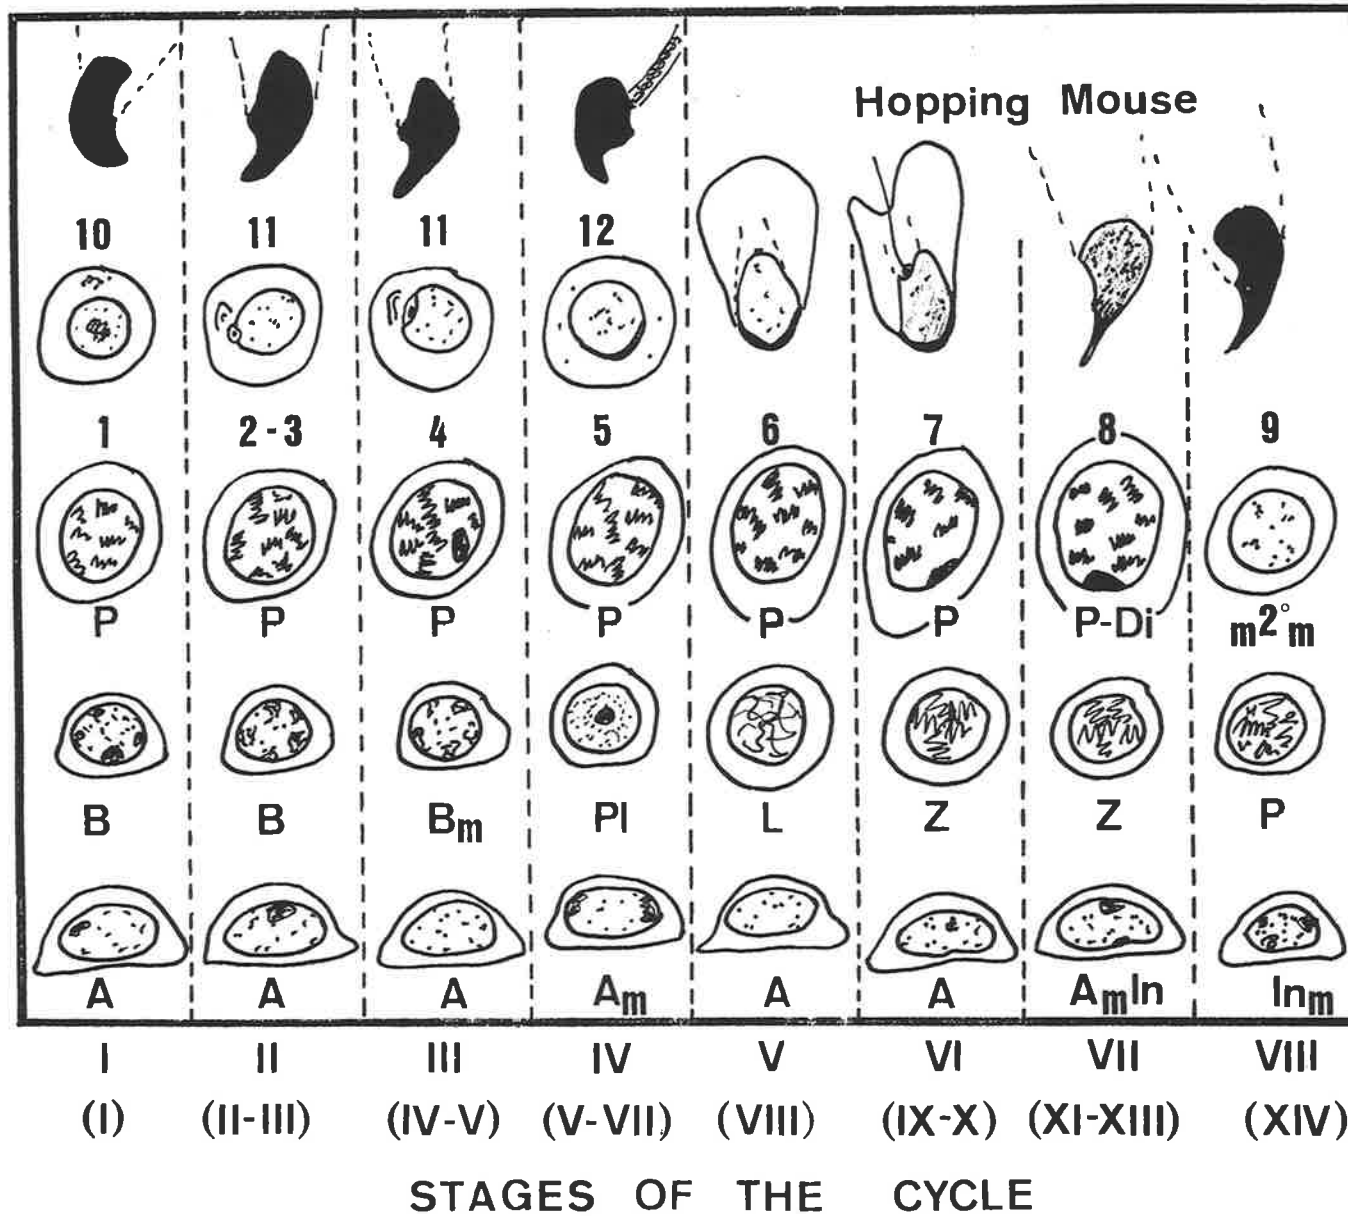 Hopping Mouse
10 11 11 12
1 2-3 4 5 6 7 8 9
P P P P P P P-Di m2°m
B B Bm Pl L Z Z P
A A A Am A A AmIn Inm
I II III IV V VI VII VIII
(I) (II-III) (IV-V) (V-VII) (VIII) (IX-X) (XI-XIII) (XIV)
STAGES OF THE CYCLE